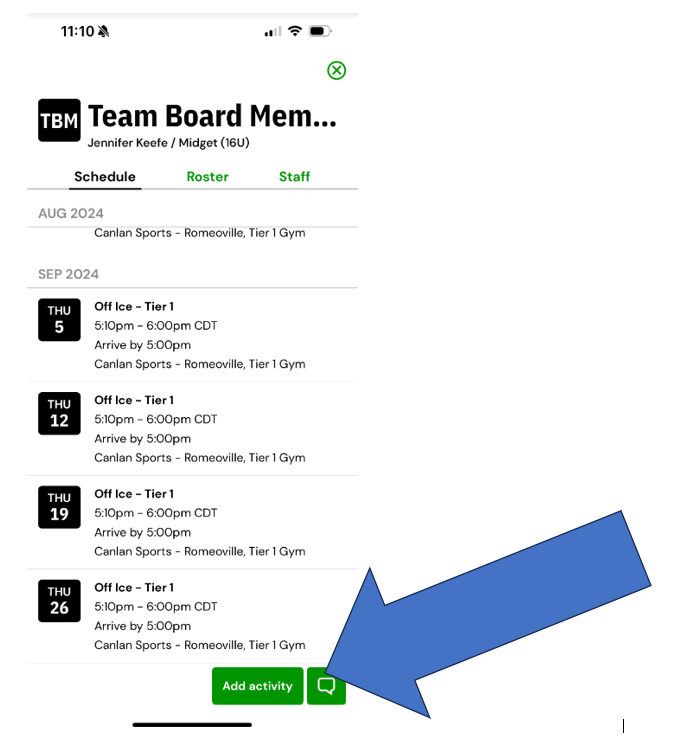 11:10
TBM Team Board Mem...
Jennifer Keefe / Midget (16U)
Schedule Roster Staff
AUG 2024
Canlan Sports - Romeoville, Tier 1 Gym
SEP 2024
THU 5
Off Ice - Tier 1
5:10pm - 6:00pm CDT
Arrive by 5:00pm
Canlan Sports - Romeoville, Tier 1 Gym
THU 12
Off Ice - Tier 1
5:10pm - 6:00pm CDT
Arrive by 5:00pm
Canlan Sports - Romeoville, Tier 1 Gym
THU 19
Off Ice - Tier 1
5:10pm - 6:00pm CDT
Arrive by 5:00pm
Canlan Sports - Romeoville, Tier 1 Gym
THU 26
Off Ice - Tier 1
5:10pm - 6:00pm CDT
Arrive by 5:00pm
Canlan Sports - Romeoville, Tier 1 Gym
Add activity